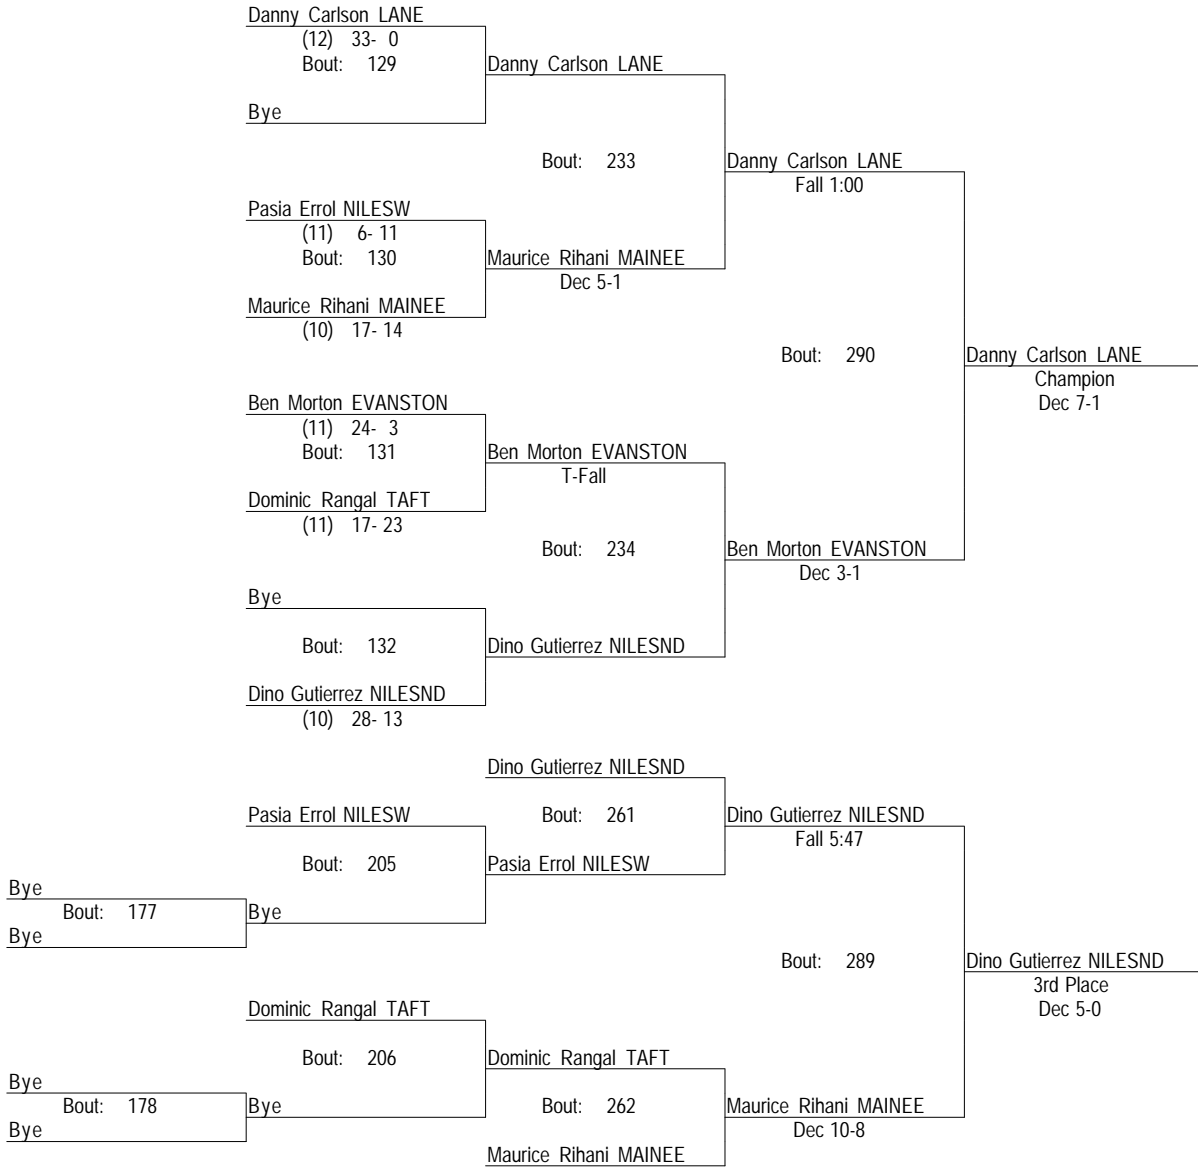 Danny Carlson LANE
(12) 33- 0
Bout: 129
Danny Carlson LANE
Bye
Bout: 233
Danny Carlson LANE
Fall 1:00
Pasia Errol NILESW
(11) 6- 11
Bout: 130
Maurice Rihani MAINEE
Dec 5-1
Maurice Rihani MAINEE
(10) 17- 14
Bout: 290
Danny Carlson LANE
Champion
Dec 7-1
Ben Morton EVANSTON
(11) 24- 3
Bout: 131
Ben Morton EVANSTON
T-Fall
Dominic Rangal TAFT
(11) 17- 23
Bout: 234
Ben Morton EVANSTON
Dec 3-1
Bye
Bout: 132
Dino Gutierrez NILESND
Dino Gutierrez NILESND
(10) 28- 13
Dino Gutierrez NILESND
Pasia Errol NILESW
Bout: 261
Dino Gutierrez NILESND
Fall 5:47
Bout: 205
Pasia Errol NILESW
Bye
Bout: 177
Bye
Bye
Bout: 289
Dino Gutierrez NILESND
3rd Place
Dec 5-0
Dominic Rangal TAFT
Bout: 206
Dominic Rangal TAFT
Bye
Bout: 178
Bye
Bye
Bout: 262
Maurice Rihani MAINEE
Dec 10-8
Maurice Rihani MAINEE